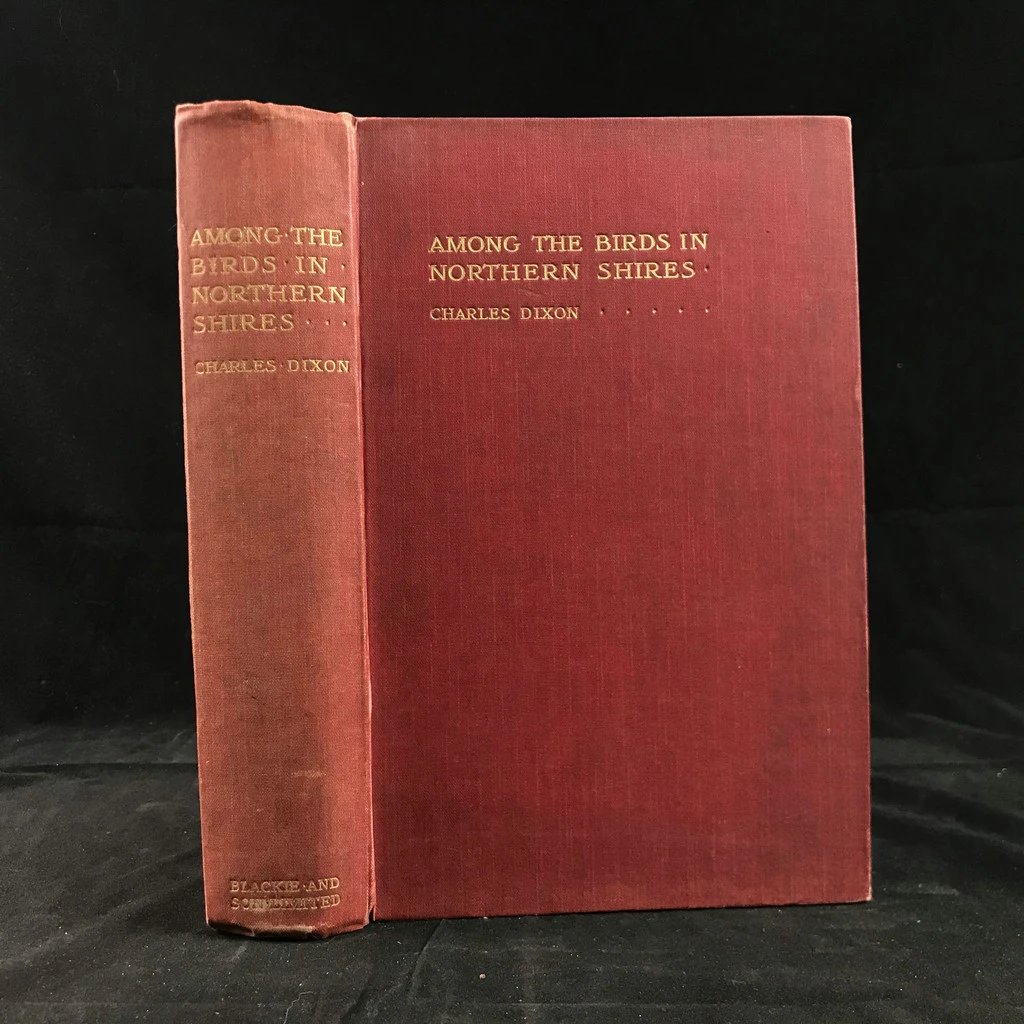 AMONG·THE
BIRDS·IN·
NORTHERN
SHIRES···
CHARLES·DIXON
BLACKIE·AND
SON·LIMITED
AMONG THE BIRDS IN
NORTHERN SHIRES·
CHARLES DIXON ·····